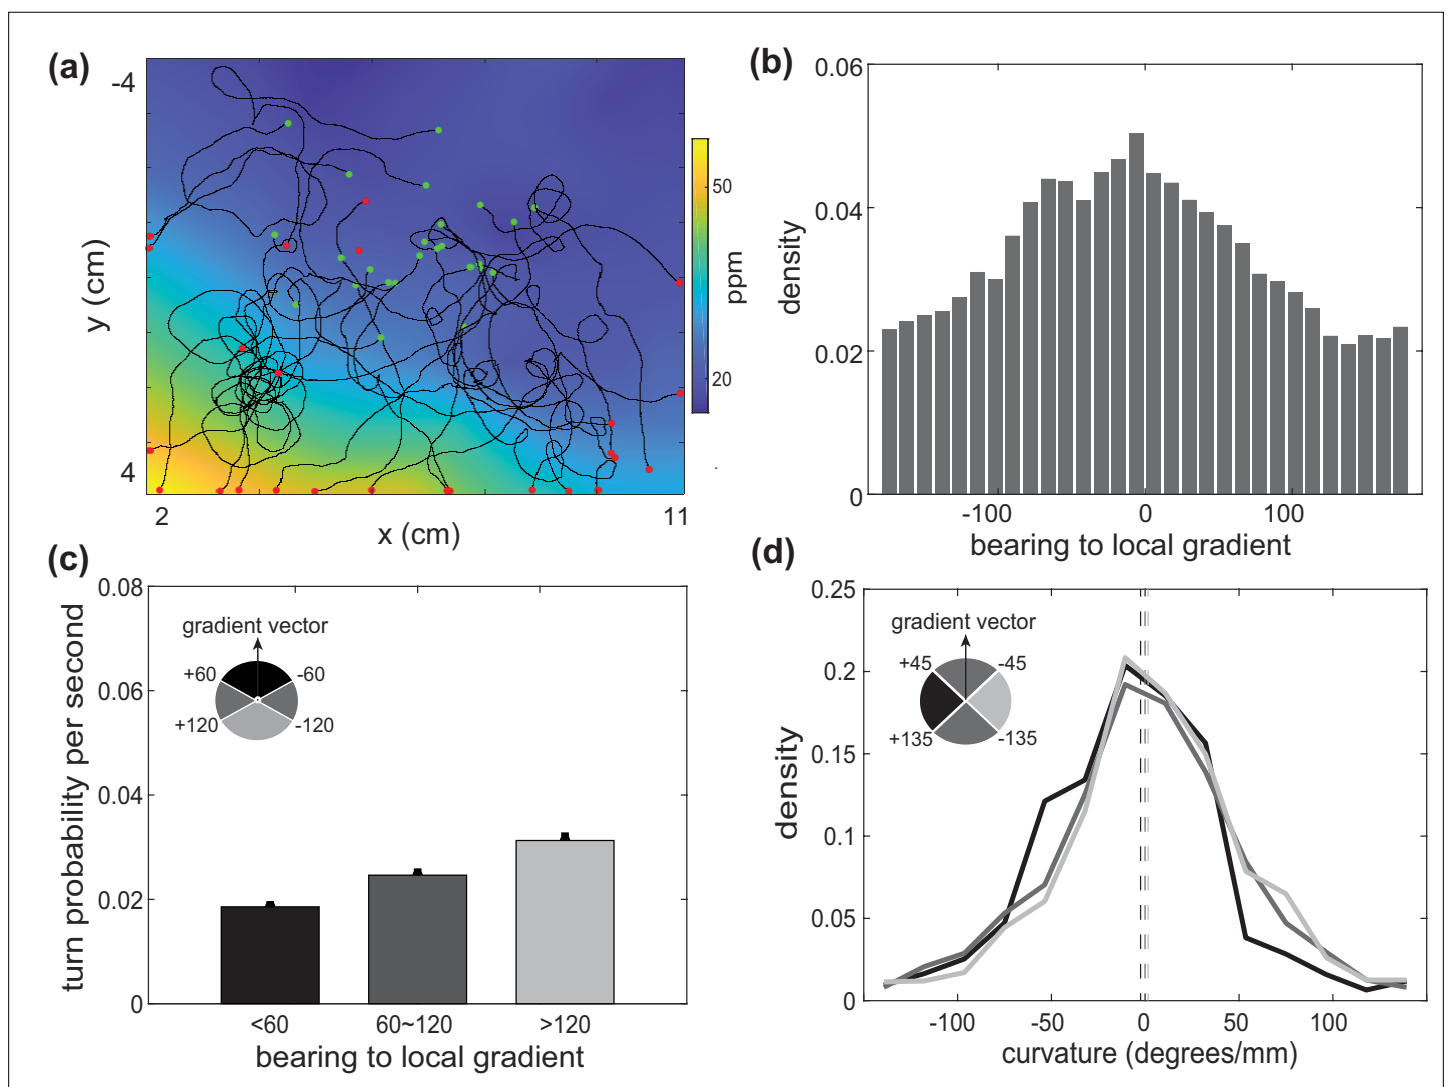 (a)
-4
y (cm)
4
2
x (cm)
11
50
20
ppm
(b)
0.06
0.04
0.02
0
density
-100
0
100
bearing to local gradient
(c)
0.08
0.06
0.04
0.02
0
turn probability per second
gradient vector
+60
-60
+120
-120
<60
60~120
>120
bearing to local gradient
(d)
0.25
0.2
0.15
0.1
0.05
0
density
gradient vector
+45
-45
+135
-135
-100
-50
0
50
100
curvature (degrees/mm)